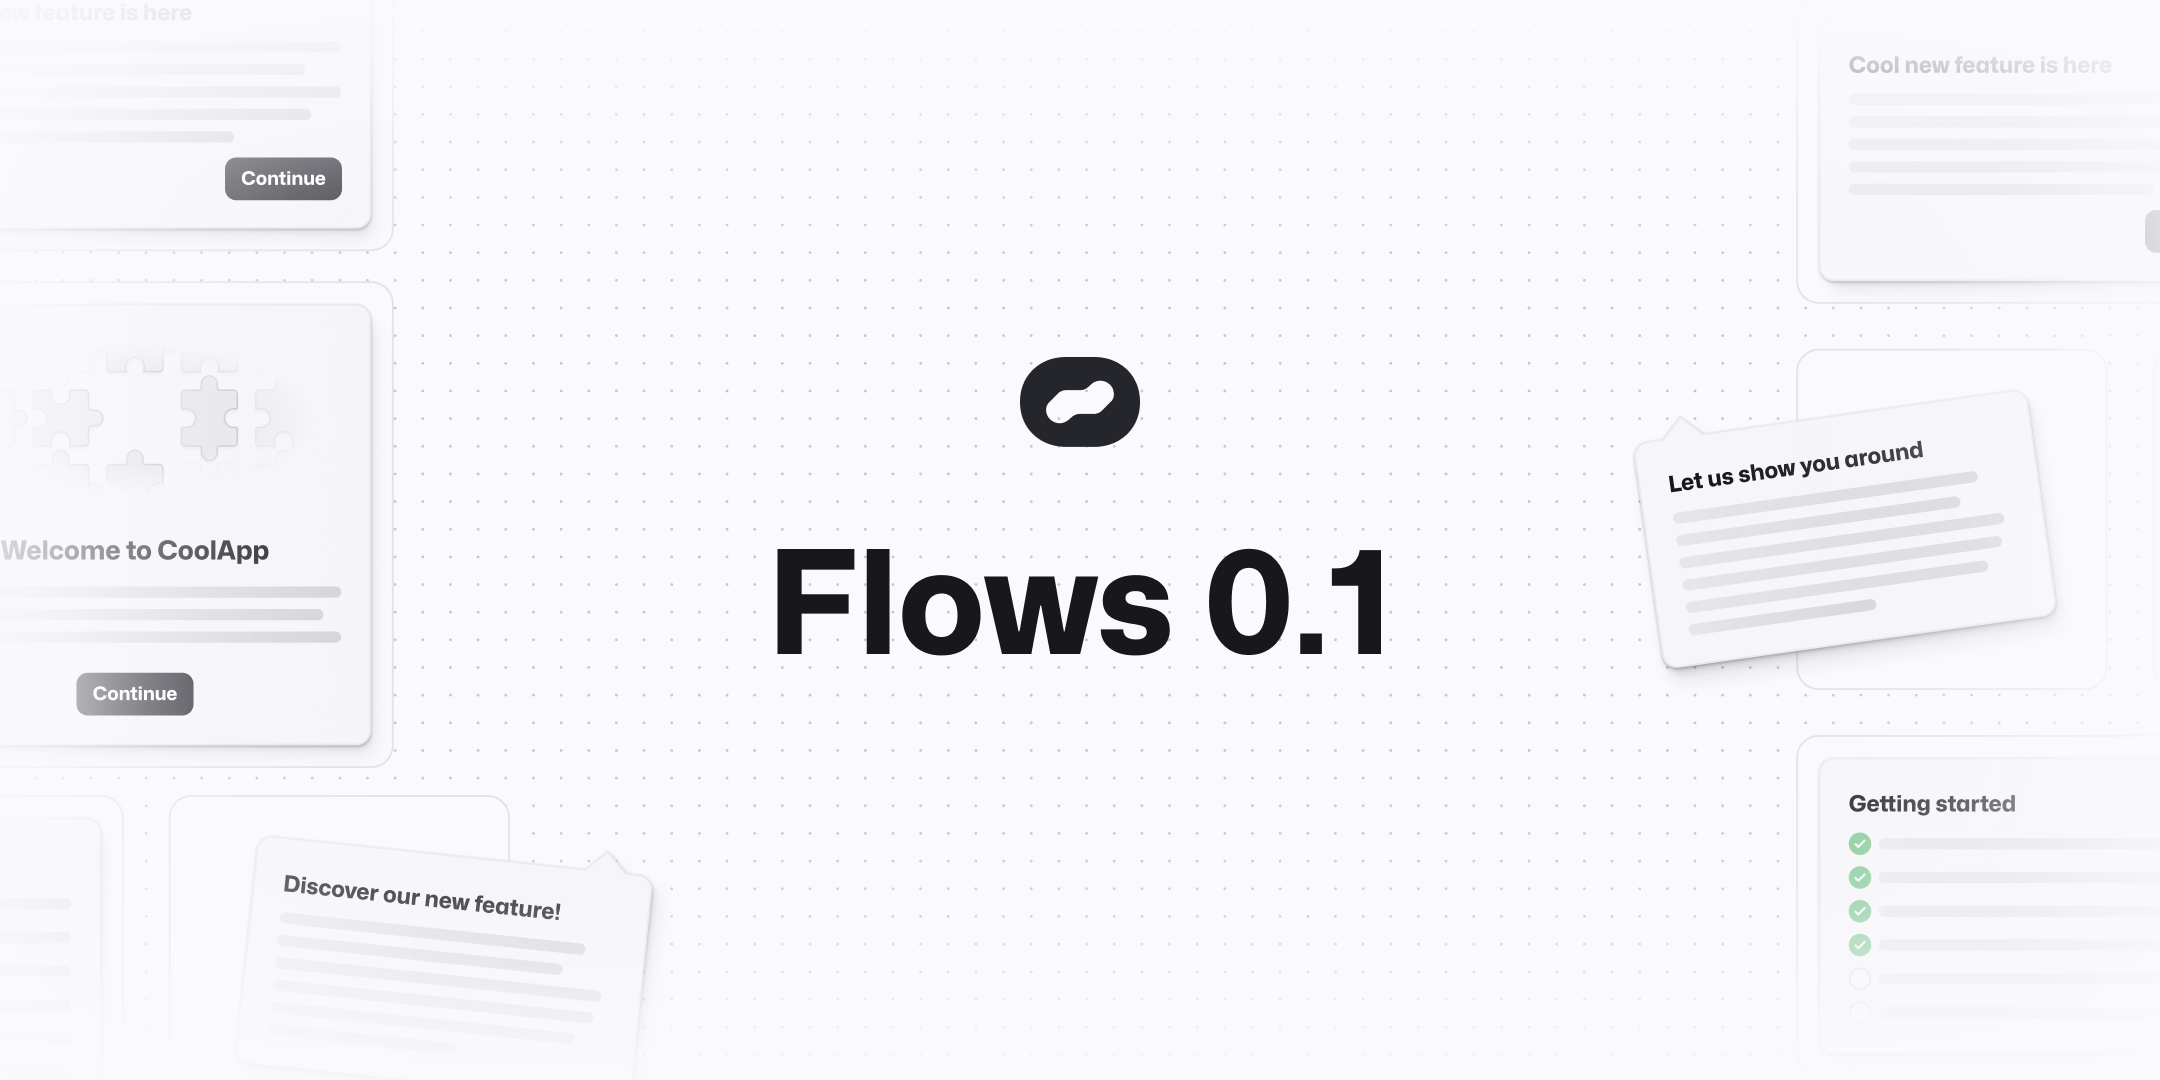 ew feature is here
Continue
Welcome to CoolApp
Continue
Discover our new feature!
Flows 0.1
Cool new feature is here
Let us show you around
Getting started